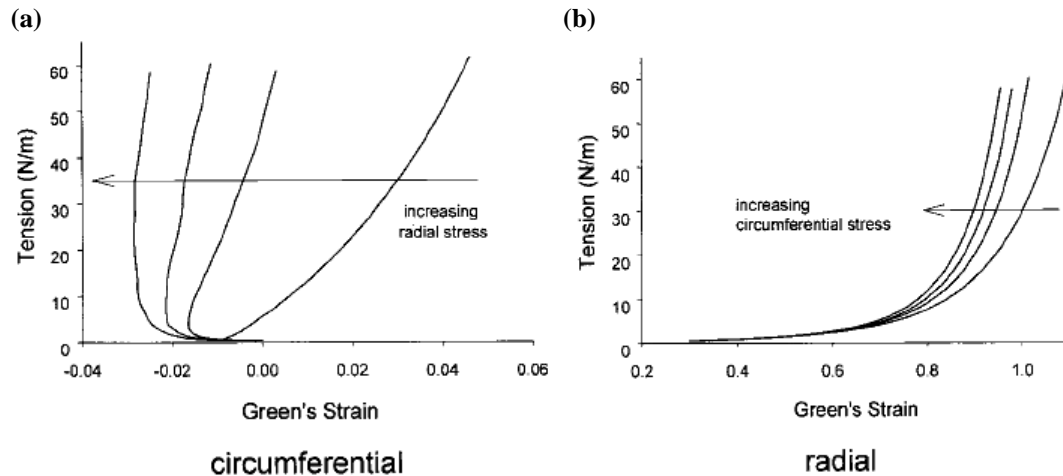 (a)
60
50
40
30
20
10
0
Tension (N/m)
increasing
radial stress
-0.04
-0.02
0.00
0.02
0.04
0.06
Green's Strain
circumferential
(b)
60
50
40
30
20
10
0
Tension (N/m)
increasing
circumferential stress
0.2
0.4
0.6
0.8
1.0
Green's Strain
radial